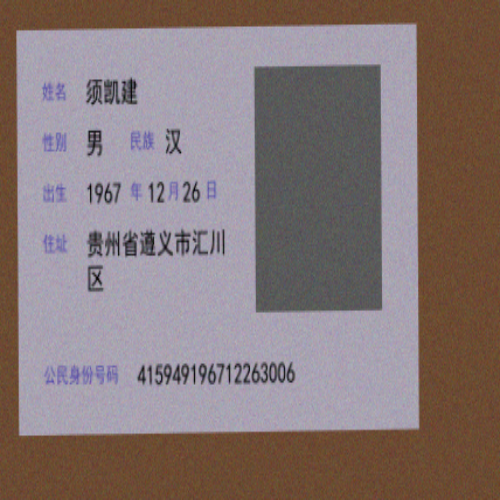 姓名 须凯建
性别 男 民族 汉
出生 1967 年 12 月 26 日
住址 贵州省遵义市汇川
区
公民身份号码 415949196712263006